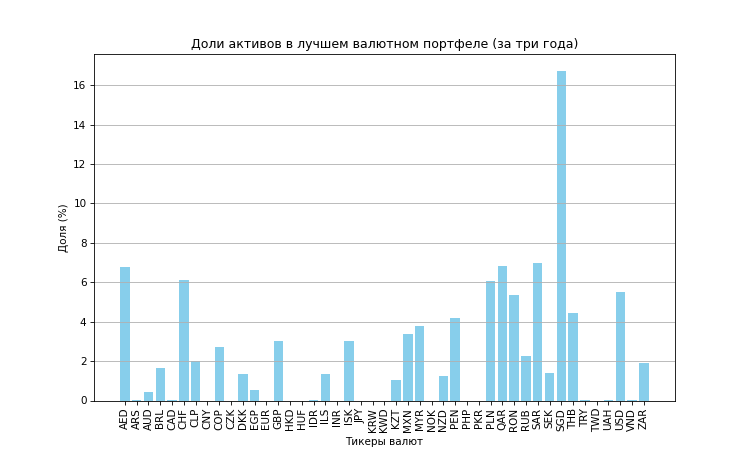 Доли активов в лучшем валютном портфеле (за три года)
Доля (%)
16
14
12
10
8
6
4
2
0
AED
ARS
AUD
BRL
CAD
CHF
CLP
CNY
COP
CZK
DKK
EGP
EUR
GBP
HKD
HUF
IDR
ILS
INR
ISK
JPY
KRW
KWD
KZT
MXN
MYR
NOK
NZD
PEN
PHP
PKR
PLN
QAR
RON
RUB
SAR
SEK
SGD
THB
TRY
TWD
UAH
USD
VND
ZAR
Тикеры валют